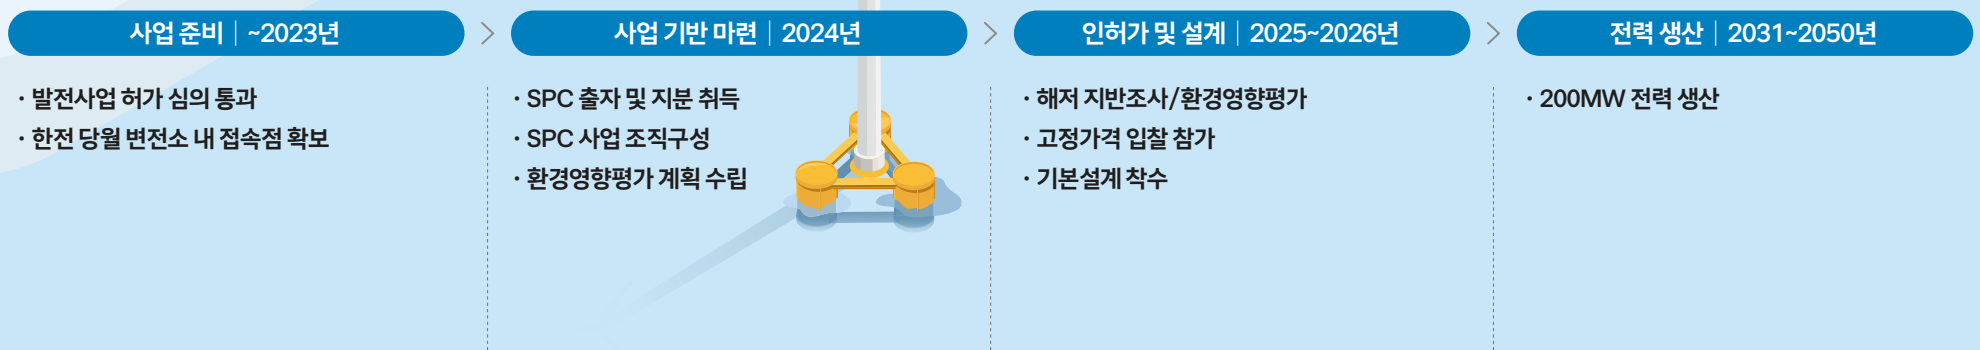 사업 준비 | ~2023년
· 발전사업 허가 심의 통과
· 한전 당월 변전소 내 접속점 확보
사업 기반 마련 | 2024년
· SPC 출자 및 지분 취득
· SPC 사업 조직구성
· 환경영향평가 계획 수립
인허가 및 설계 | 2025~2026년
· 해저 지반조사/환경영향평가
· 고정가격 입찰 참가
· 기본설계 착수
전력 생산 | 2031~2050년
· 200MW 전력 생산